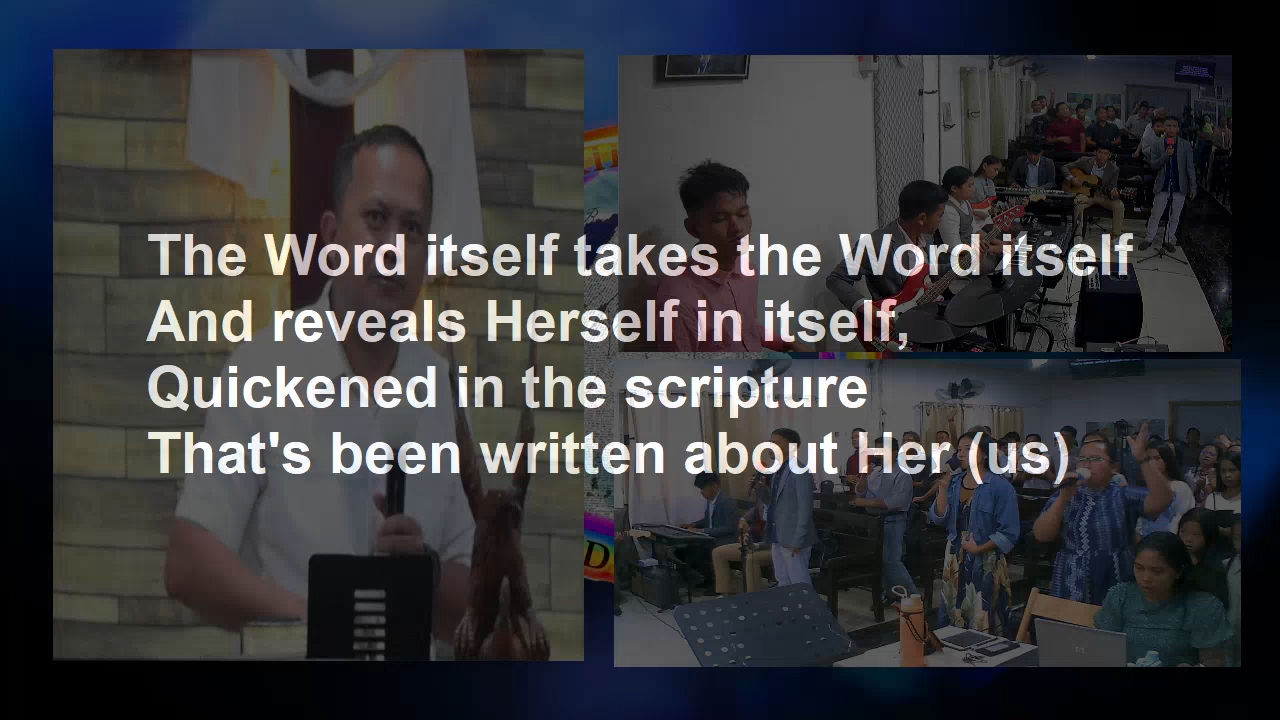 The Word itself takes the Word itself
And reveals Herself in itself,
Quickened in the scripture
That's been written about Her (us)